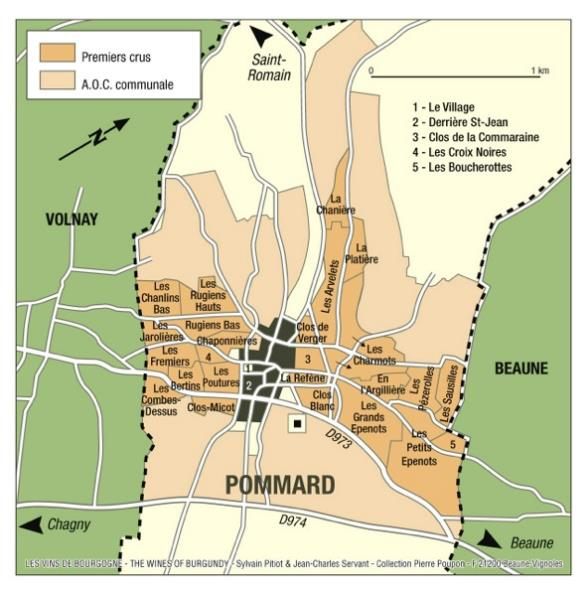 Premiers crus
A.O.C. communale
Saint-
Romain
0 1 km
1 - Le Village
2 - Derrière St-Jean
3 - Clos de la Commaraine
4 - Les Croix Noires
5 - Les Boucherottes
N
VOLNAY
La
Chanière
La
Platière
Les Arvelets
Les
Chanlins
Bas
Les
Rugiens
Hauts
Les
Jarolières
Rugiens Bas
Chaponnières
Clos de
Verger
Les
Fremiers
4
1
3
Les
Charmots
BEAUNE
Les
Bertins
Les
Poutures
2
La Refène
En
l'Argillière
Les
Pézerolles
Les Sausilles
Les
Combes-
Dessus
Clos-Micot
Clos
Blanc
Les
Grands
Epenots
Les
Petits
Epenots
5
D973
POMMARD
D974
Chagny
Beaune
LES VINS DE BOURGOGNE - THE WINES OF BURGUNDY - Sylvain Pitiot & Jean-Charles Servant - Collection Pierre Poupon - F 21200 Beaune-Vignoles